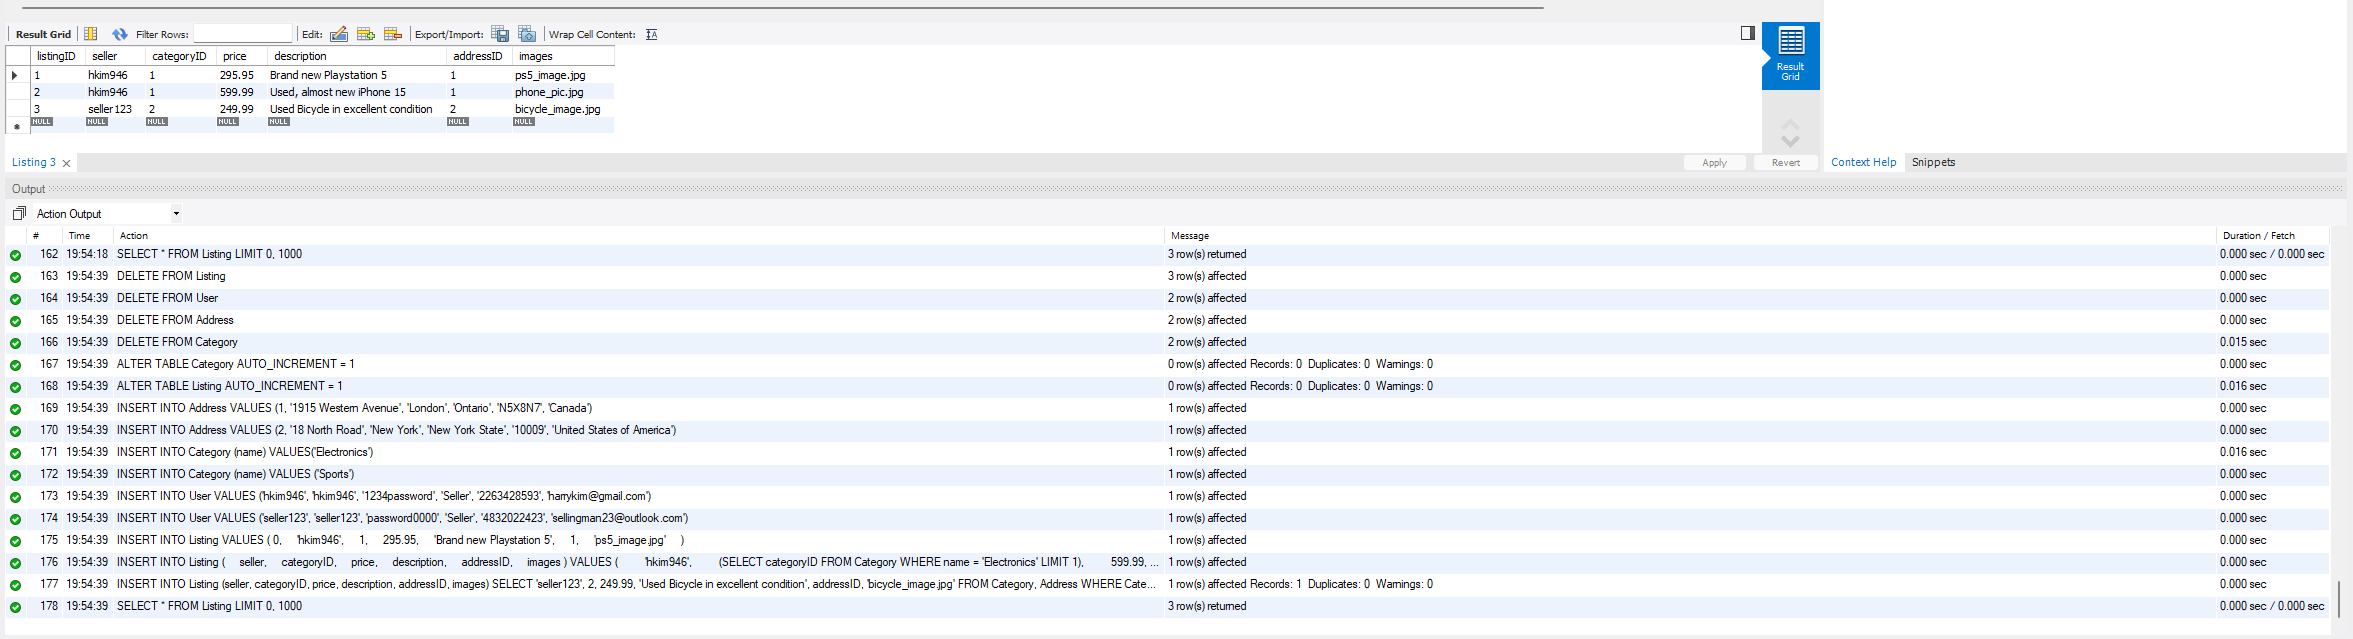 Result Grid Filter Rows: Edit: Export/Import: Wrap Cell Content:
listingID seller categoryID price description addressID images
1 hkim946 1 295.95 Brand new Playstation 5 1 ps5_image.jpg
2 hkim946 1 599.99 Used, almost new iPhone 15 1 phone_pic.jpg
3 seller123 2 249.99 Used Bicycle in excellent condition 2 bicycle_image.jpg
NULL NULL NULL NULL NULL NULL NULL
Result
Grid
Listing 3 Apply Revert Context Help Snippets
Output
Action Output
# Time Action Message Duration / Fetch
162 19:54:18 SELECT * FROM Listing LIMIT 0, 1000 3 row(s) returned 0.000 sec / 0.000 sec
163 19:54:39 DELETE FROM Listing 3 row(s) affected 0.000 sec
164 19:54:39 DELETE FROM User 2 row(s) affected 0.000 sec
165 19:54:39 DELETE FROM Address 2 row(s) affected 0.000 sec
166 19:54:39 DELETE FROM Category 2 row(s) affected 0.015 sec
167 19:54:39 ALTER TABLE Category AUTO_INCREMENT = 1 0 row(s) affected Records: 0 Duplicates: 0 Warnings: 0 0.000 sec
168 19:54:39 ALTER TABLE Listing AUTO_INCREMENT = 1 0 row(s) affected Records: 0 Duplicates: 0 Warnings: 0 0.016 sec
169 19:54:39 INSERT INTO Address VALUES (1, '1915 Western Avenue', 'London', 'Ontario', 'N5X8N7', 'Canada') 1 row(s) affected 0.000 sec
170 19:54:39 INSERT INTO Address VALUES (2, '18 North Road', 'New York', 'New York State', '10009', 'United States of America') 1 row(s) affected 0.000 sec
171 19:54:39 INSERT INTO Category (name) VALUES('Electronics') 1 row(s) affected 0.016 sec
172 19:54:39 INSERT INTO Category (name) VALUES ('Sports') 1 row(s) affected 0.000 sec
173 19:54:39 INSERT INTO User VALUES ('hkim946', 'hkim946', '1234password', 'Seller', '2263428593', 'harrykim@gmail.com') 1 row(s) affected 0.000 sec
174 19:54:39 INSERT INTO User VALUES ('seller123', 'seller123', 'password0000', 'Seller', '4832022423', 'sellingman23@outlook.com') 1 row(s) affected 0.000 sec
175 19:54:39 INSERT INTO Listing VALUES ( 0, 'hkim946', 1, 295.95, 'Brand new Playstation 5', 1, 'ps5_image.jpg' ) 1 row(s) affected 0.000 sec
176 19:54:39 INSERT INTO Listing ( seller, categoryID, price, description, addressID, images ) VALUES ( 'hkim946', (SELECT categoryID FROM Category WHERE name = 'Electronics' LIMIT 1), 599.99, ... 1 row(s) affected 0.000 sec
177 19:54:39 INSERT INTO Listing (seller, categoryID, price, description, addressID, images) SELECT 'seller123', 2, 249.99, 'Used Bicycle in excellent condition', addressID, 'bicycle_image.jpg' FROM Category, Address WHERE Cate... 1 row(s) affected Records: 1 Duplicates: 0 Warnings: 0 0.000 sec
178 19:54:39 SELECT * FROM Listing LIMIT 0, 1000 3 row(s) returned 0.000 sec / 0.000 sec